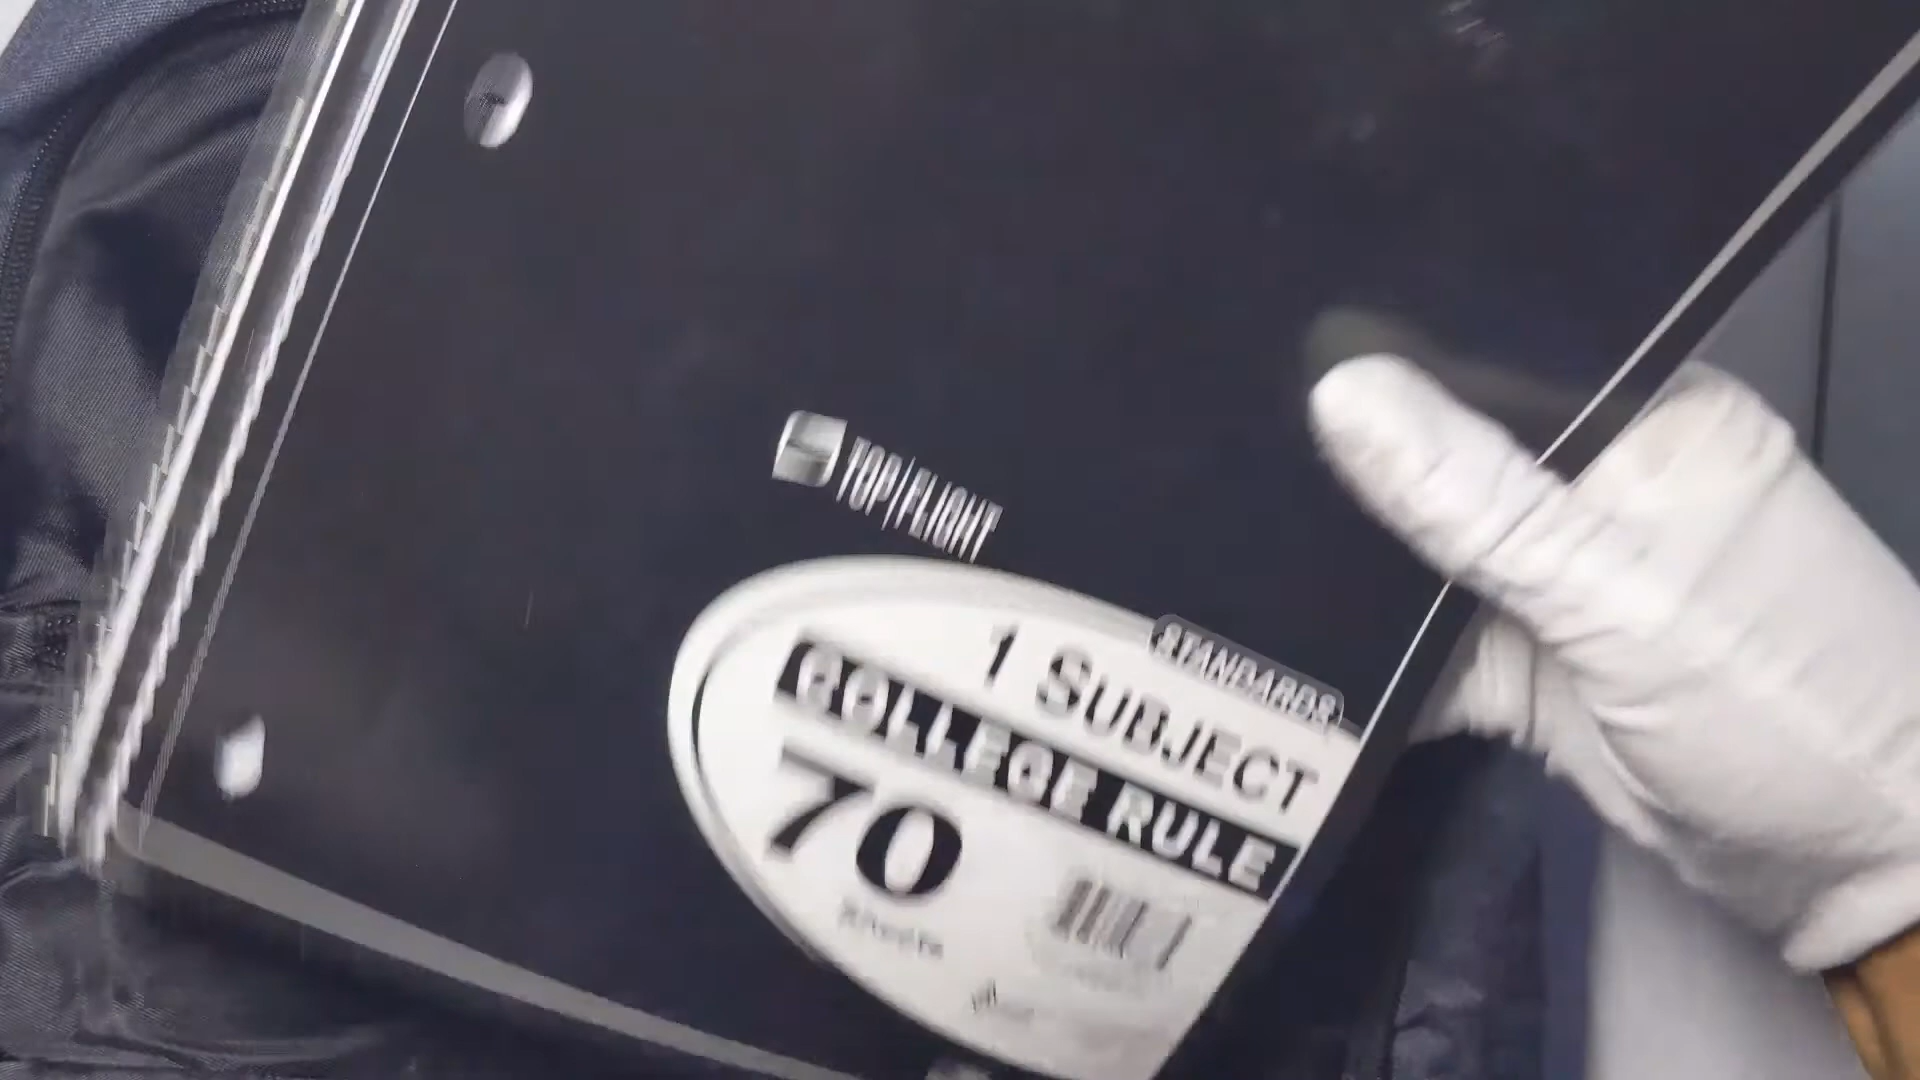 TOP|FLIGHT
STANDARDS
1 SUBJECT
COLLEGE RULE
70